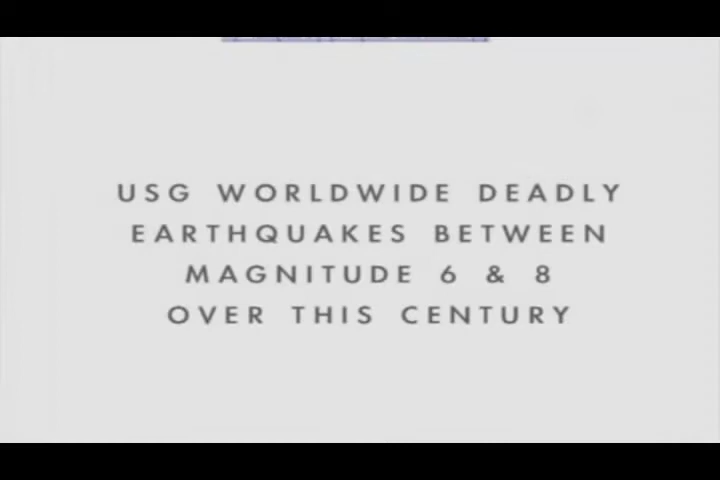 USG WORLDWIDE DEADLY
EARTHQUAKES BETWEEN
MAGNITUDE 6 & 8
OVER THIS CENTURY